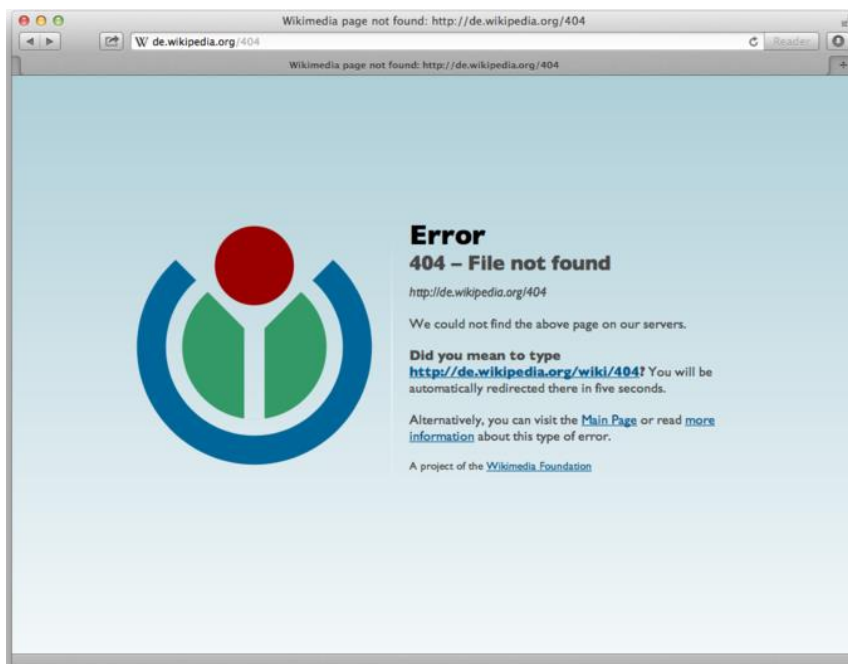 Wikimedia page not found: http://de.wikipedia.org/404
W de.wikipedia.org/404
Reader
Wikimedia page not found: http://de.wikipedia.org/404
Error
404 – File not found
http://de.wikipedia.org/404
We could not find the above page on our servers.
Did you mean to type
http://de.wikipedia.org/wiki/404? You will be
automatically redirected there in five seconds.
Alternatively, you can visit the Main Page or read more
information about this type of error.
A project of the Wikimedia Foundation